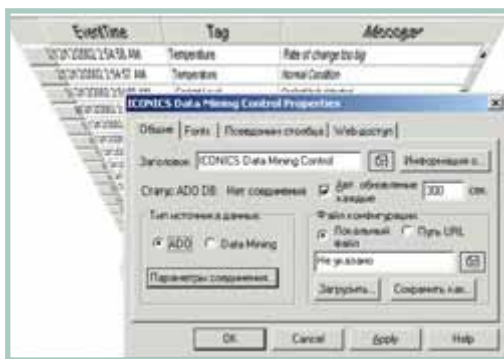 EventTime Tag Message
Temperature Rate of change too big
Temperature Normal Condition
ICONICS Data Mining Control Properties
Общие Fonts Псевдоним столбца Web доступ
Заголовок: ICONICS Data Mining Control Информация о...
Статус ADO DB: Нет соединения Авт. обновление каждые 300 сек.
Тип источника данных Файл конфигурации
ADO Data Mining Локальный файл Путь URL
Не указано
Параметры соединения...
Загрузить... Сохранить как...
OK Cancel Apply Help